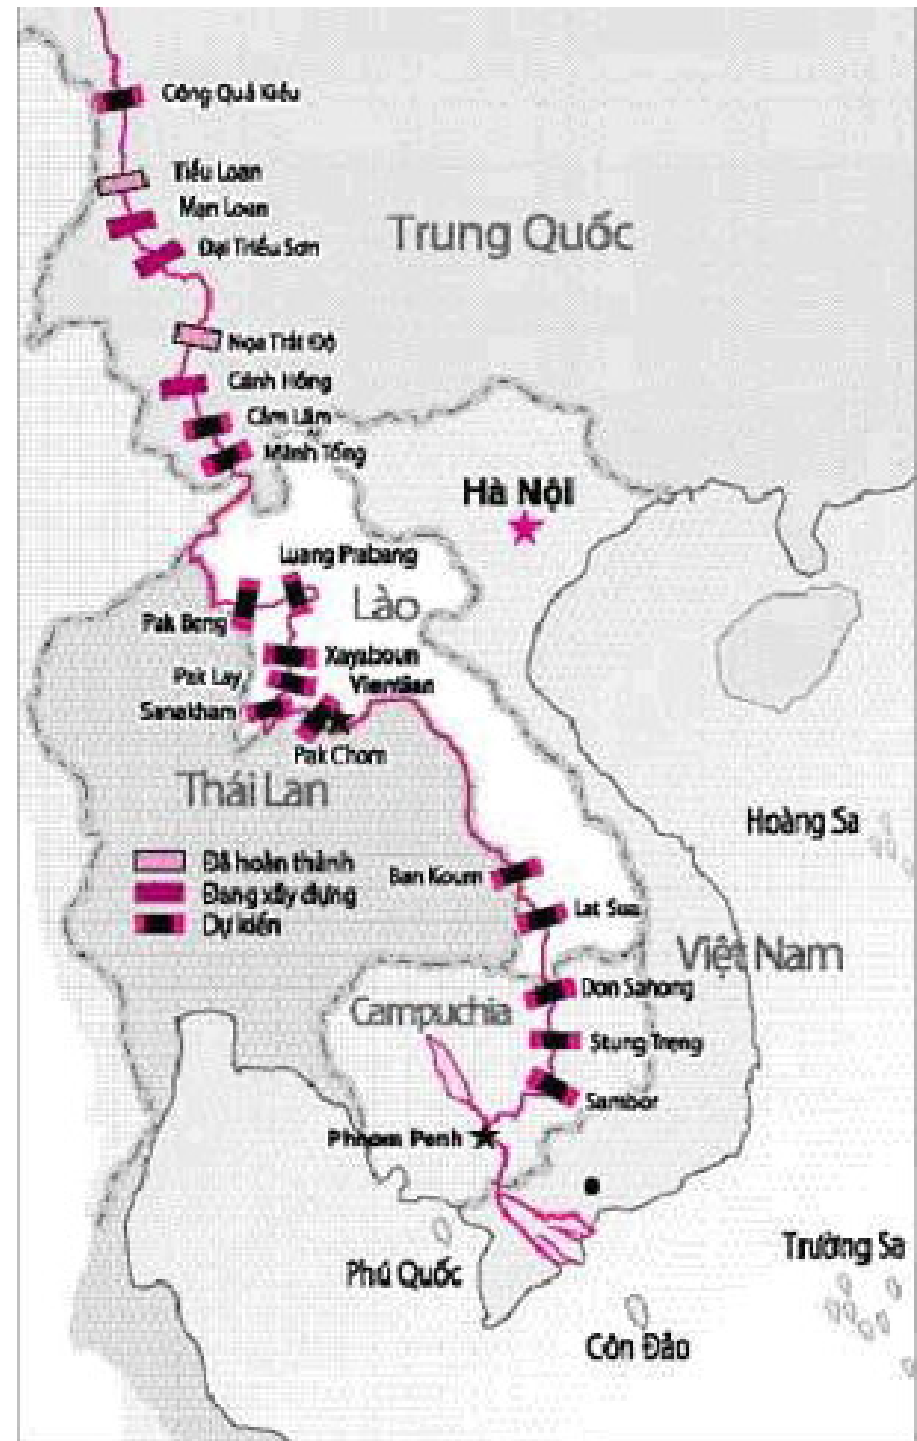 Công Quả Kiều
Tiểu Loan
Mạn Loan
Đại Triều Sơn
Trung Quốc
Nọa Trát Độ
Cảnh Hồng
Cảm Lãm
Mãnh Tống
Hà Nội
Luang Prabang
Lào
Pak Beng
Xayaboun
Pak Lay
Vientian
Sanakham
Pak Chom
Thái Lan
Hoàng Sa
Đã hoàn thành
Đang xây dựng
Dự kiến
Ban Koum
Lat Sua
Việt Nam
Don Sahong
Campuchia
Stung Treng
Sambor
Phnom Penh
Trường Sa
Phú Quốc
Côn Đảo